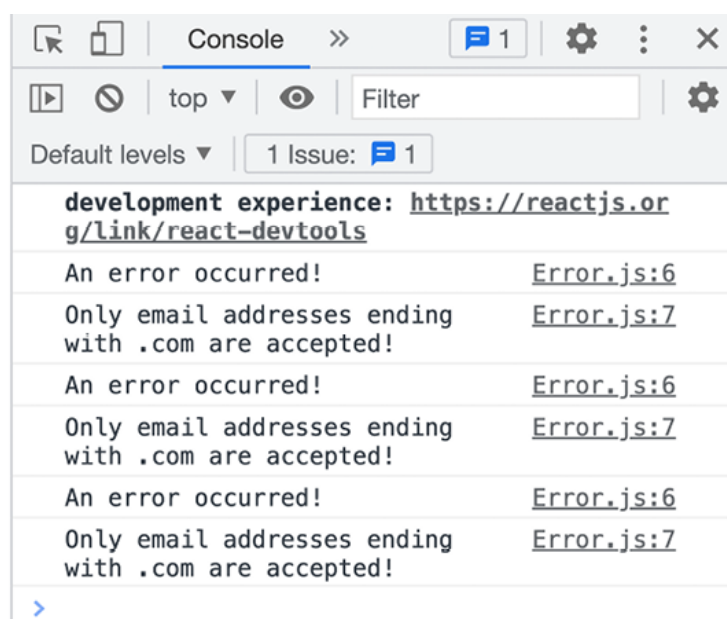 Console » 1
top ▼ Filter
Default levels ▼ 1 Issue: 1
development experience: https://reactjs.or
g/link/react-devtools
An error occurred! Error.js:6
Only email addresses ending Error.js:7
with .com are accepted!
An error occurred! Error.js:6
Only email addresses ending Error.js:7
with .com are accepted!
An error occurred! Error.js:6
Only email addresses ending Error.js:7
with .com are accepted!
>